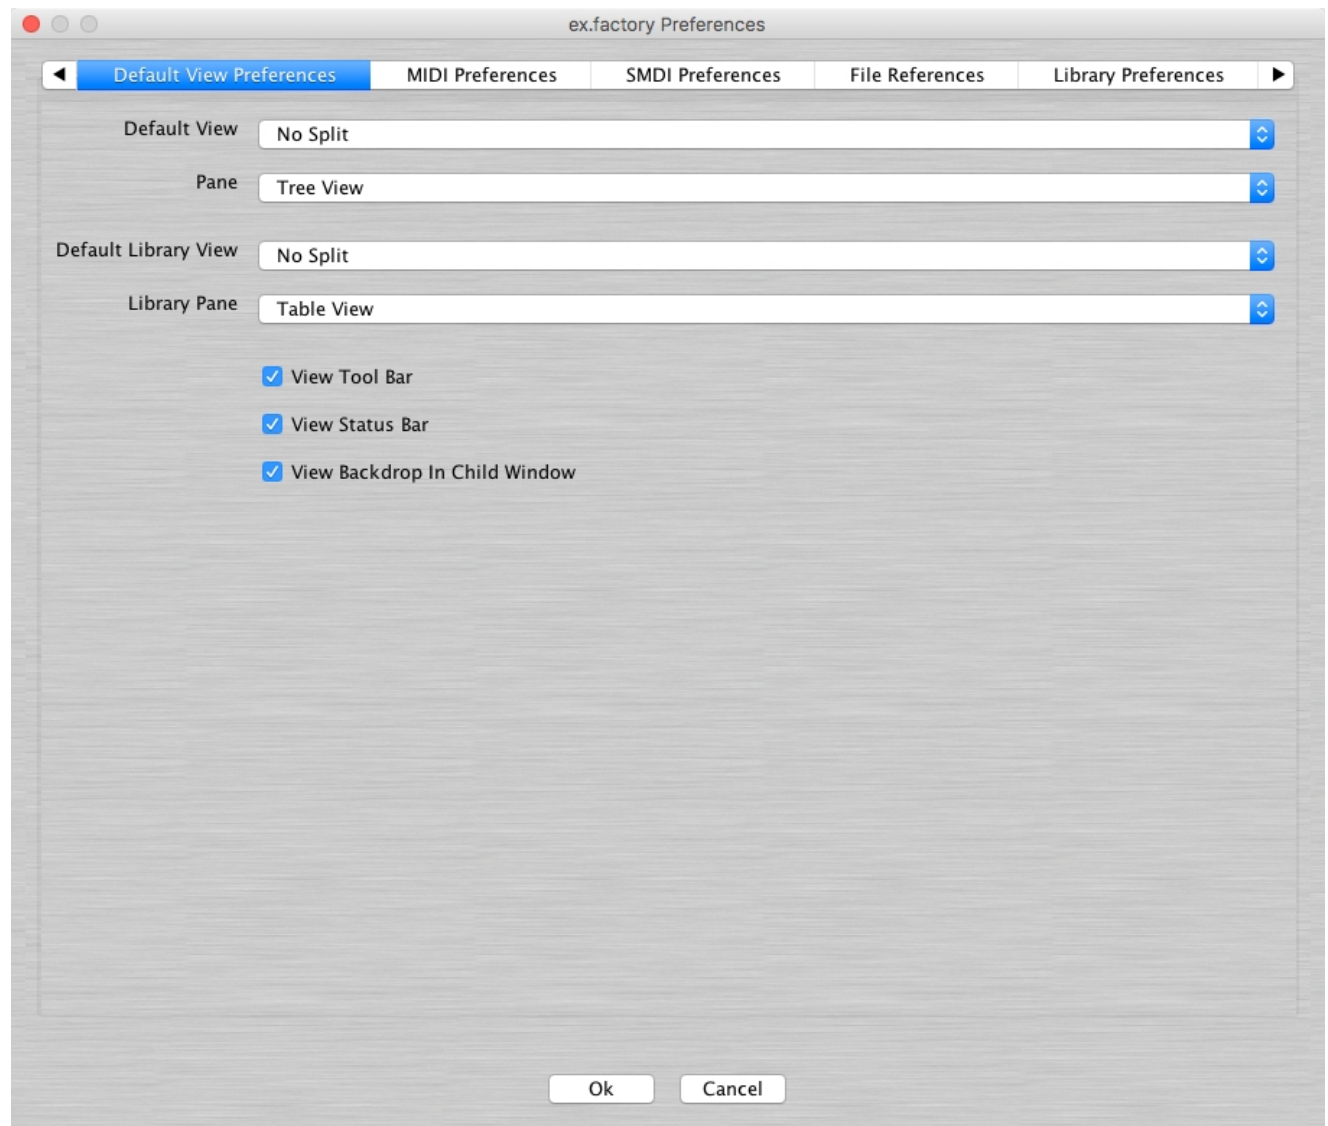 ex.factory Preferences
Default View Preferences MIDI Preferences SMDI Preferences File References Library Preferences
Default View No Split
Pane Tree View
Default Library View No Split
Library Pane Table View
View Tool Bar
View Status Bar
View Backdrop In Child Window
Ok Cancel